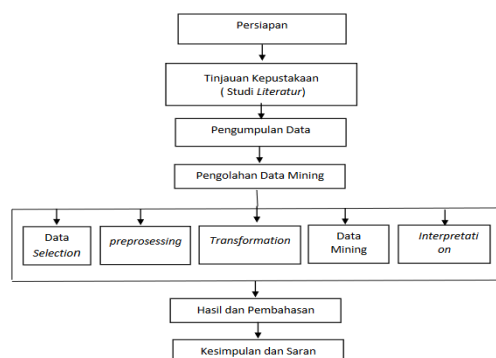 Persiapan
Tinjauan Kepustakaan
( Studi Literatur)
Pengumpulan Data
Pengolahan Data Mining
Data
Selection
preprosessing
Transformation
Data
Mining
Interpretati
on
Hasil dan Pembahasan
Kesimpulan dan Saran